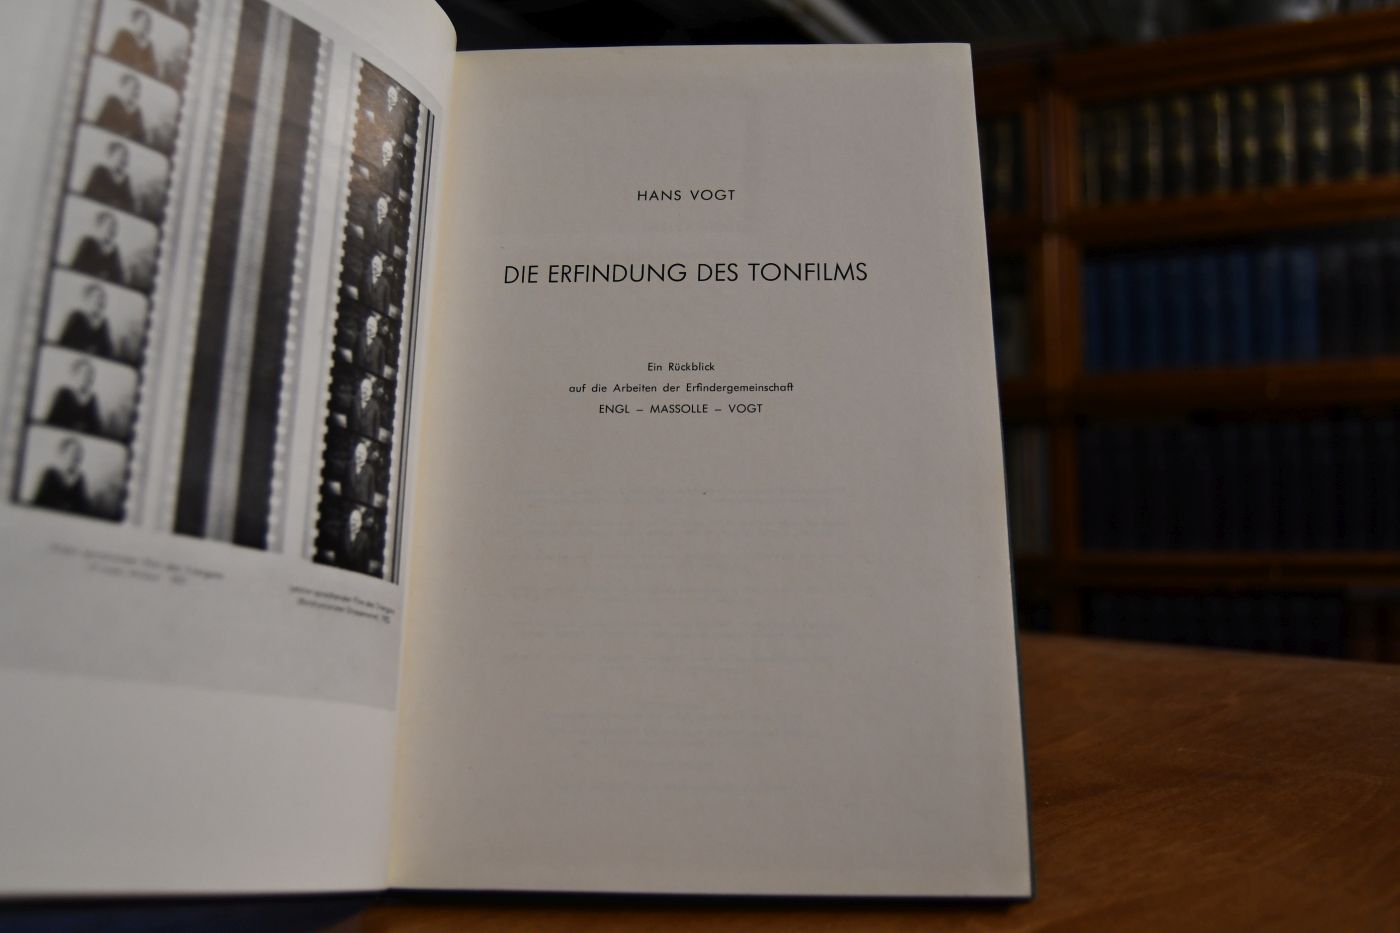 HANS VOGT
DIE ERFINDUNG DES TONFILMS
Ein Rückblick
auf die Arbeiten der Erfindergemeinschaft
ENGL – MASSOLLE – VOGT